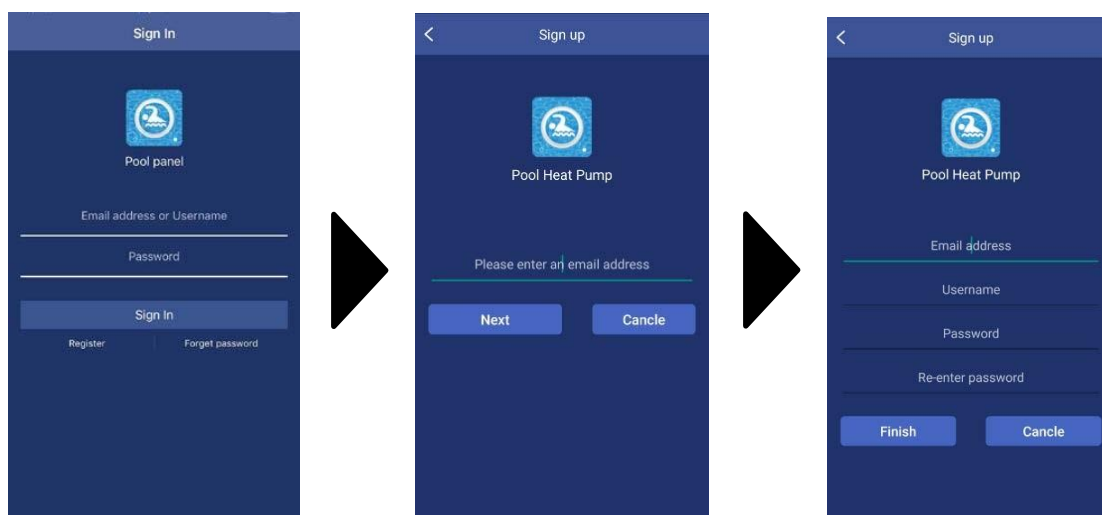 Sign In
Pool panel
Email address or Username
Password
Sign In
Register Forget password
Sign up
Pool Heat Pump
Please enter an email address
Next Cancle
Sign up
Pool Heat Pump
Email address
Username
Password
Re-enter password
Finish Cancle